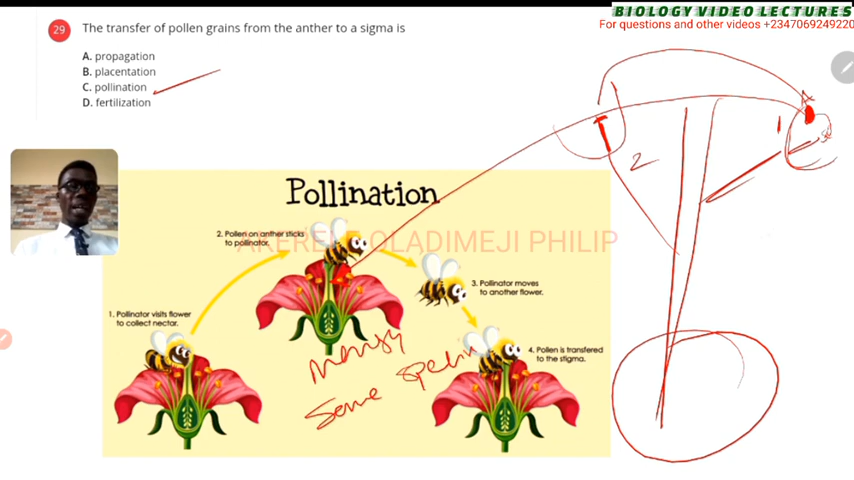 BIOLOGY VIDEO LECTURES
For questions and other videos +2347069249220
29 The transfer of pollen grains from the anther to a sigma is
A. propagation
B. placentation
C. pollination
D. fertilization
Pollination
AKEREKE OLADIMEJI PHILIP
2. Pollen on anther sticks
to pollinator.
3. Pollinator moves
to another flower.
1. Pollinator visits flower
to collect nectar.
4. Pollen is transfered
to the stigma.
1
2
Same